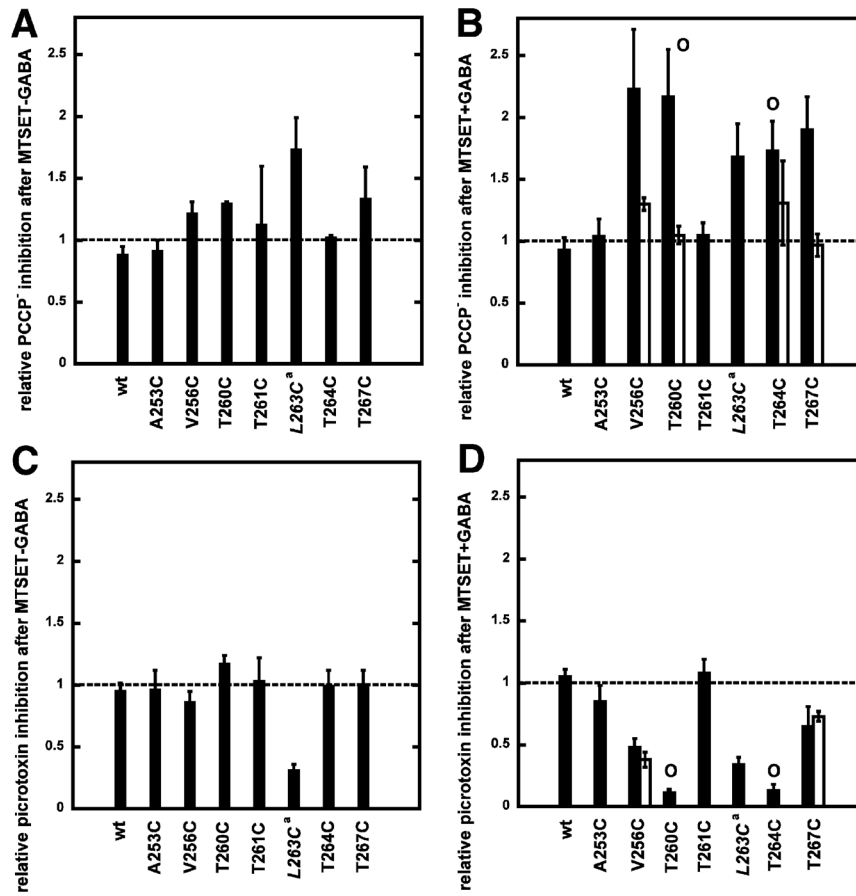 A
relative PCCP- inhibition after MTSET-GABA
2.5
2
1.5
1
0.5
0
wt
A253C
V256C
T260C
T261C
L263C a
T264C
T267C
B
relative PCCP- inhibition after MTSET+GABA
2.5
2
1.5
1
0.5
0
O
O
wt
A253C
V256C
T260C
T261C
L263C a
T264C
T267C
C
relative picrotoxin inhibition after MTSET-GABA
2.5
2
1.5
1
0.5
0
wt
A253C
V256C
T260C
T261C
L263C a
T264C
T267C
D
relative picrotoxin inhibition after MTSET+GABA
2.5
2
1.5
1
0.5
0
O
O
wt
A253C
V256C
T260C
T261C
L263C a
T264C
T267C